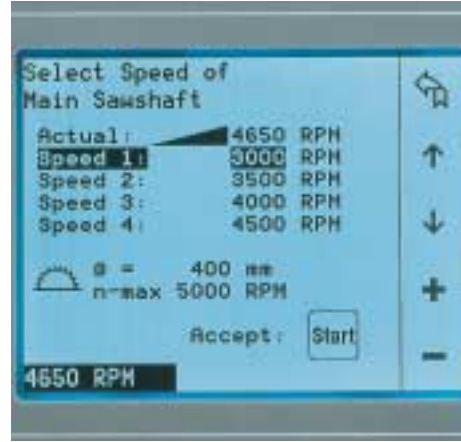 Select Speed of
Main Sawshaft
Actual: 4650 RPM
Speed 1: 3000 RPM
Speed 2: 3500 RPM
Speed 3: 4000 RPM
Speed 4: 4500 RPM
ø = 400 mm
n-max 5000 RPM
Accept: Start
4650 RPM